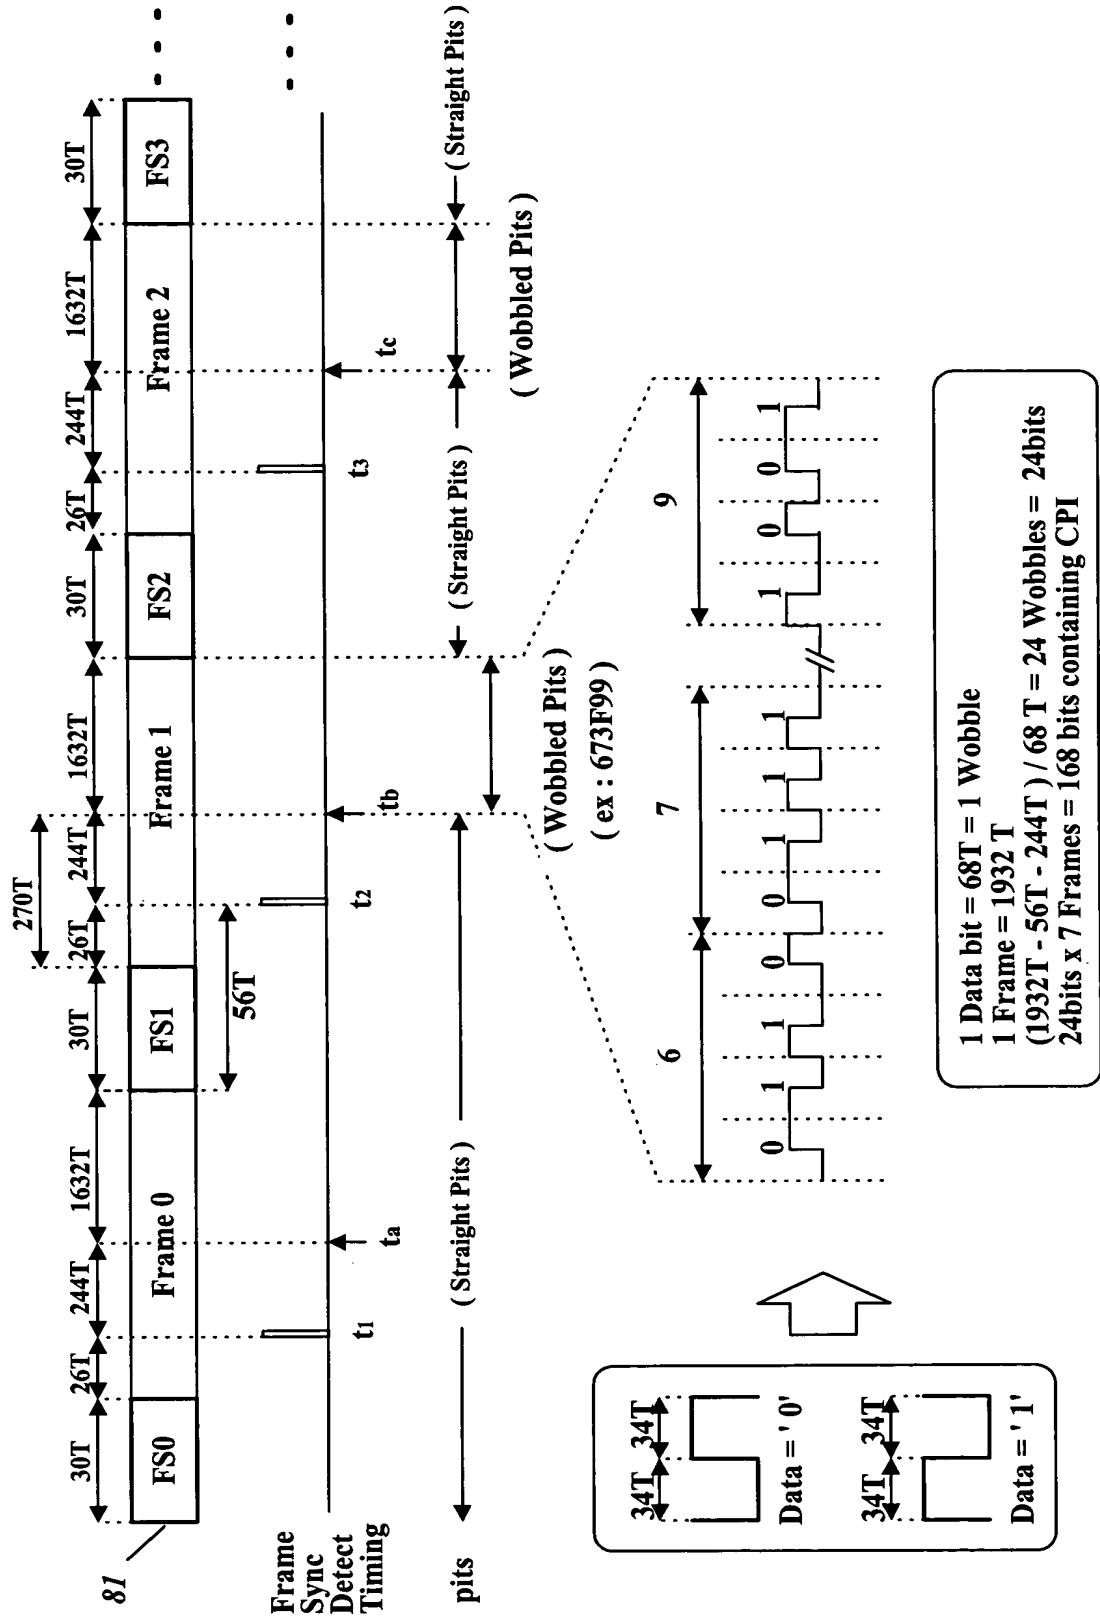 81
30T 26T 244T 1632T 30T 26T 244T 1632T 30T 26T 244T 1632T 30T
270T
FS0 Frame 0 FS1 Frame 1 FS2 Frame 2 FS3
56T
Frame
Sync
Detect
Timing
t1 ta t2 tb t3 tc
pits
( Straight Pits ) ( Straight Pits ) ( Straight Pits )
( Wobbled Pits ) ( Wobbled Pits )
( ex : 673F99 )
34T 34T
Data = ' 0'
34T 34T
Data = ' 1'
6 7 9
0 1 1 0 0 1 1 1 1 0 0 1
1 Data bit = 68T = 1 Wobble
1 Frame = 1932 T
(1932T - 56T - 244T ) / 68 T = 24 Wobbles = 24bits
24bits x 7 Frames = 168 bits containing CPI